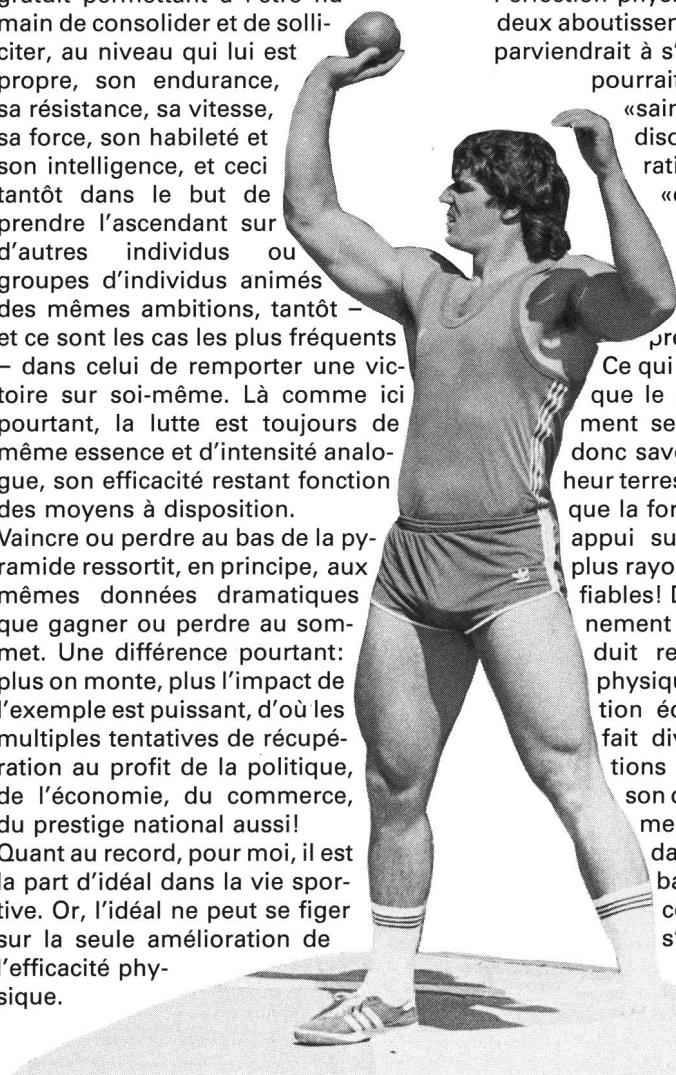 main de consolider et de solli-
citer, au niveau qui lui est
propre, son endurance,
sa résistance, sa vitesse,
sa force, son habileté et
son intelligence, et ceci
tantôt dans le but de
prendre l'ascendant sur
d'autres individus ou
groupes d'individus animés
des mêmes ambitions, tantôt –
et ce sont les cas les plus fréquents
– dans celui de remporter une vic-
toire sur soi-même. Là comme ici
pourtant, la lutte est toujours de
même essence et d'intensité analo-
gue, son efficacité restant fonction
des moyens à disposition.
Vaincre ou perdre au bas de la py-
ramide ressortit, en principe, aux
mêmes données dramatiques
que gagner ou perdre au som-
met. Une différence pourtant:
plus on monte, plus l'impact de
l'exemple est puissant, d'où les
multiples tentatives de récupé-
ration au profit de la politique,
de l'économie, du commerce,
du prestige national aussi!
Quant au record, pour moi, il est
la part d'idéal dans la vie spor-
tive. Or, l'idéal ne peut se figer
sur la seule amélioration de
l'efficacité phy-
sique.
deux aboutissen
parviendrait à s'
pourrait
«sain
disc
rati
Ce qui
que le
ment se
donc save
heur terres
que la for
appui su
plus rayo
fiables! D
nement
duit re
physiqu
tion éc
fait div
tions
son c
me
da
ba
s'